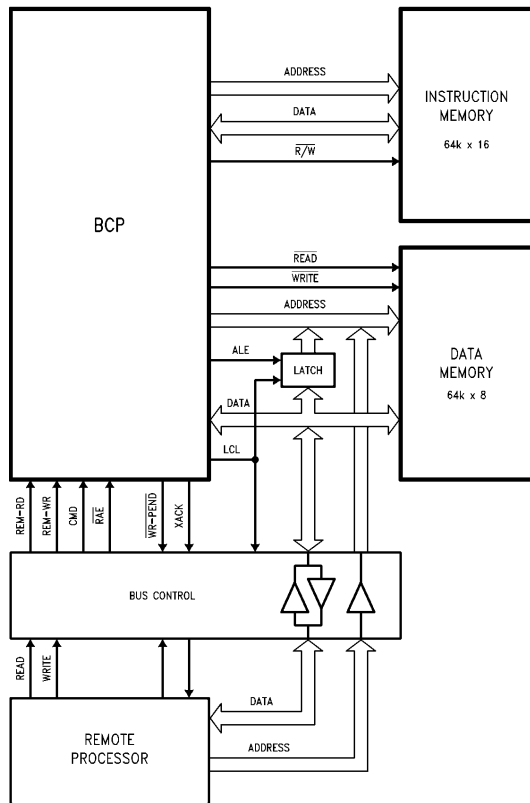 ADDRESS
INSTRUCTION
MEMORY
64k x 16
DATA
R/W
BCP
READ
WRITE
ADDRESS
DATA
MEMORY
64k x 8
ALE
LATCH
DATA
LCL
REM-RD
REM-WR
CMD
RAE
WR-PEND
XACK
BUS CONTROL
READ
WRITE
DATA
REMOTE
PROCESSOR
ADDRESS